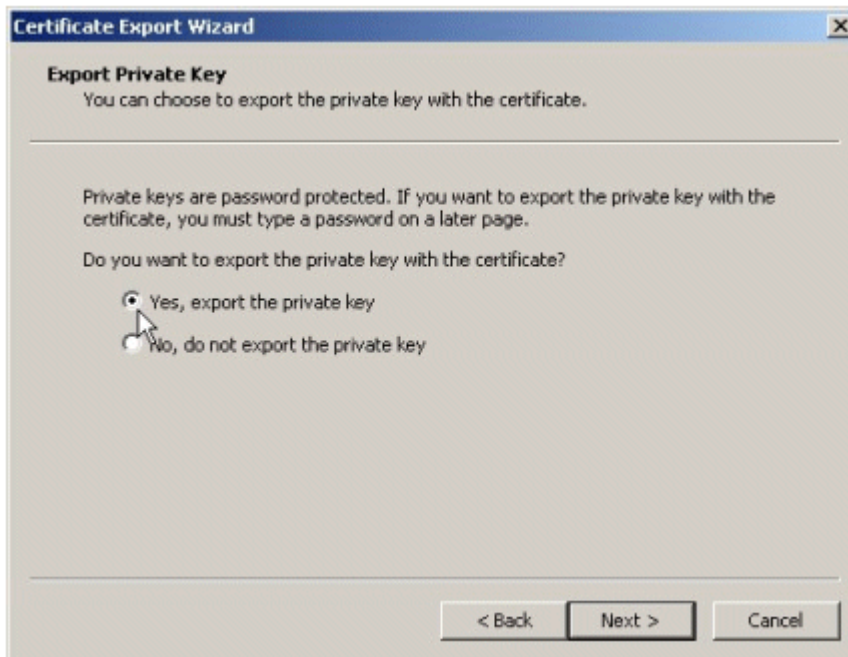 Certificate Export Wizard
Export Private Key
You can choose to export the private key with the certificate.
Private keys are password protected. If you want to export the private key with the
certificate, you must type a password on a later page.
Do you want to export the private key with the certificate?
Yes, export the private key
No, do not export the private key
< Back
Next >
Cancel